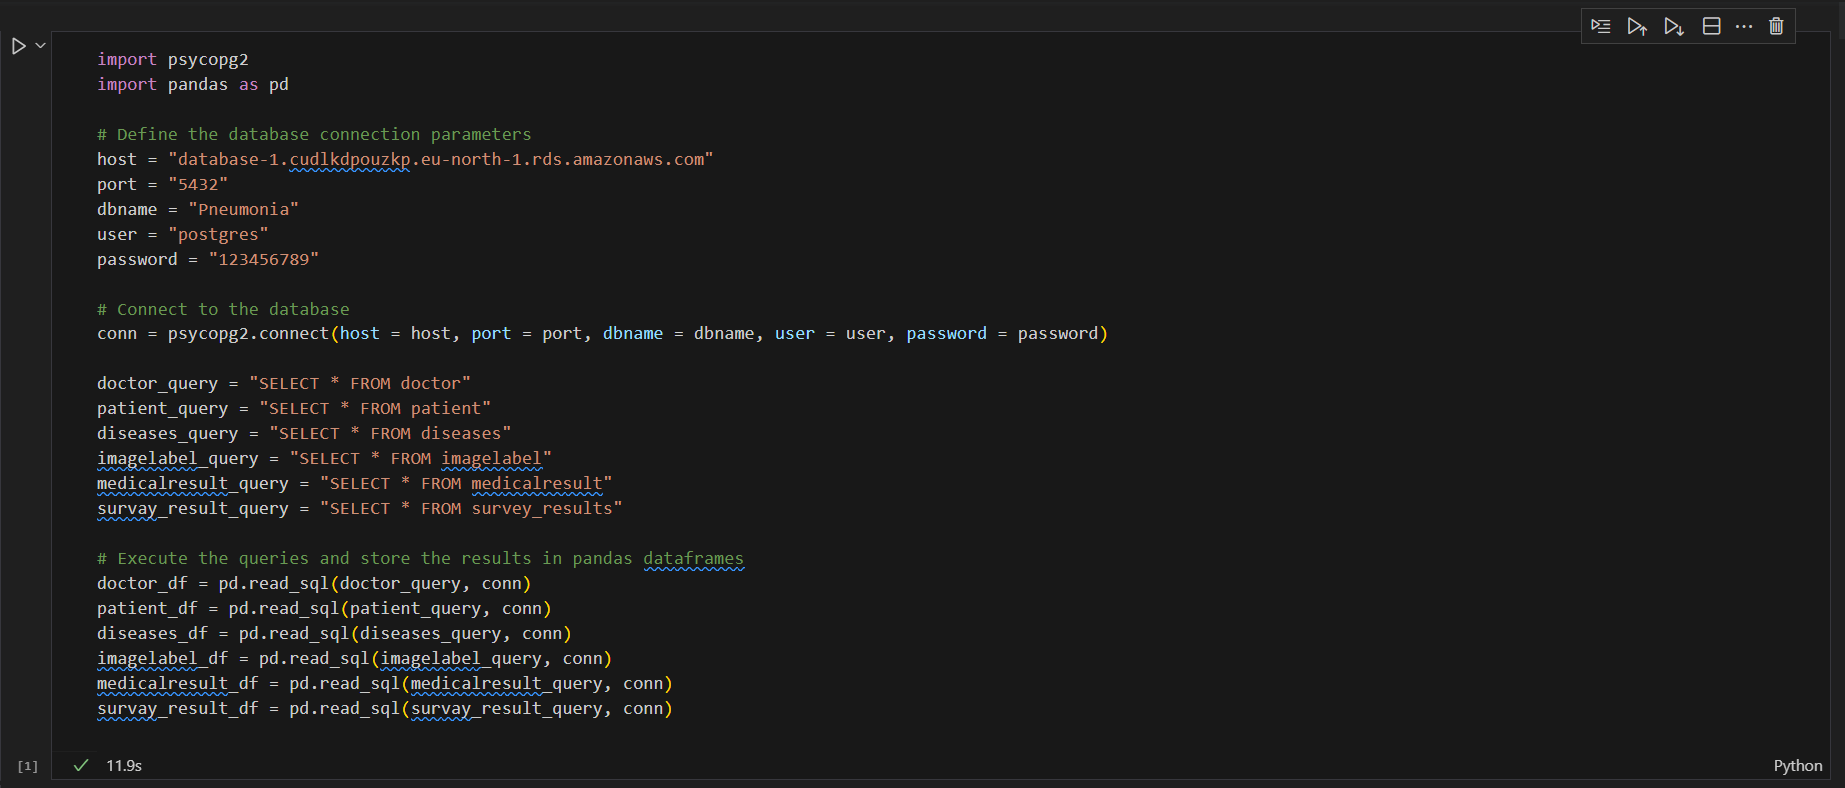 import psycopg2
import pandas as pd
# Define the database connection parameters
host = "database-1.cudlkdpouzkp.eu-north-1.rds.amazonaws.com"
port = "5432"
dbname = "Pneumonia"
user = "postgres"
password = "123456789"
# Connect to the database
conn = psycopg2.connect(host = host, port = port, dbname = dbname, user = user, password = password)
doctor_query = "SELECT * FROM doctor"
patient_query = "SELECT * FROM patient"
diseases_query = "SELECT * FROM diseases"
imagelabel_query = "SELECT * FROM imagelabel"
medicalresult_query = "SELECT * FROM medicalresult"
survay_result_query = "SELECT * FROM survey_results"
# Execute the queries and store the results in pandas dataframes
doctor_df = pd.read_sql(doctor_query, conn)
patient_df = pd.read_sql(patient_query, conn)
diseases_df = pd.read_sql(diseases_query, conn)
imagelabel_df = pd.read_sql(imagelabel_query, conn)
medicalresult_df = pd.read_sql(medicalresult_query, conn)
survay_result_df = pd.read_sql(survay_result_query, conn)
[1] 11.9s Python